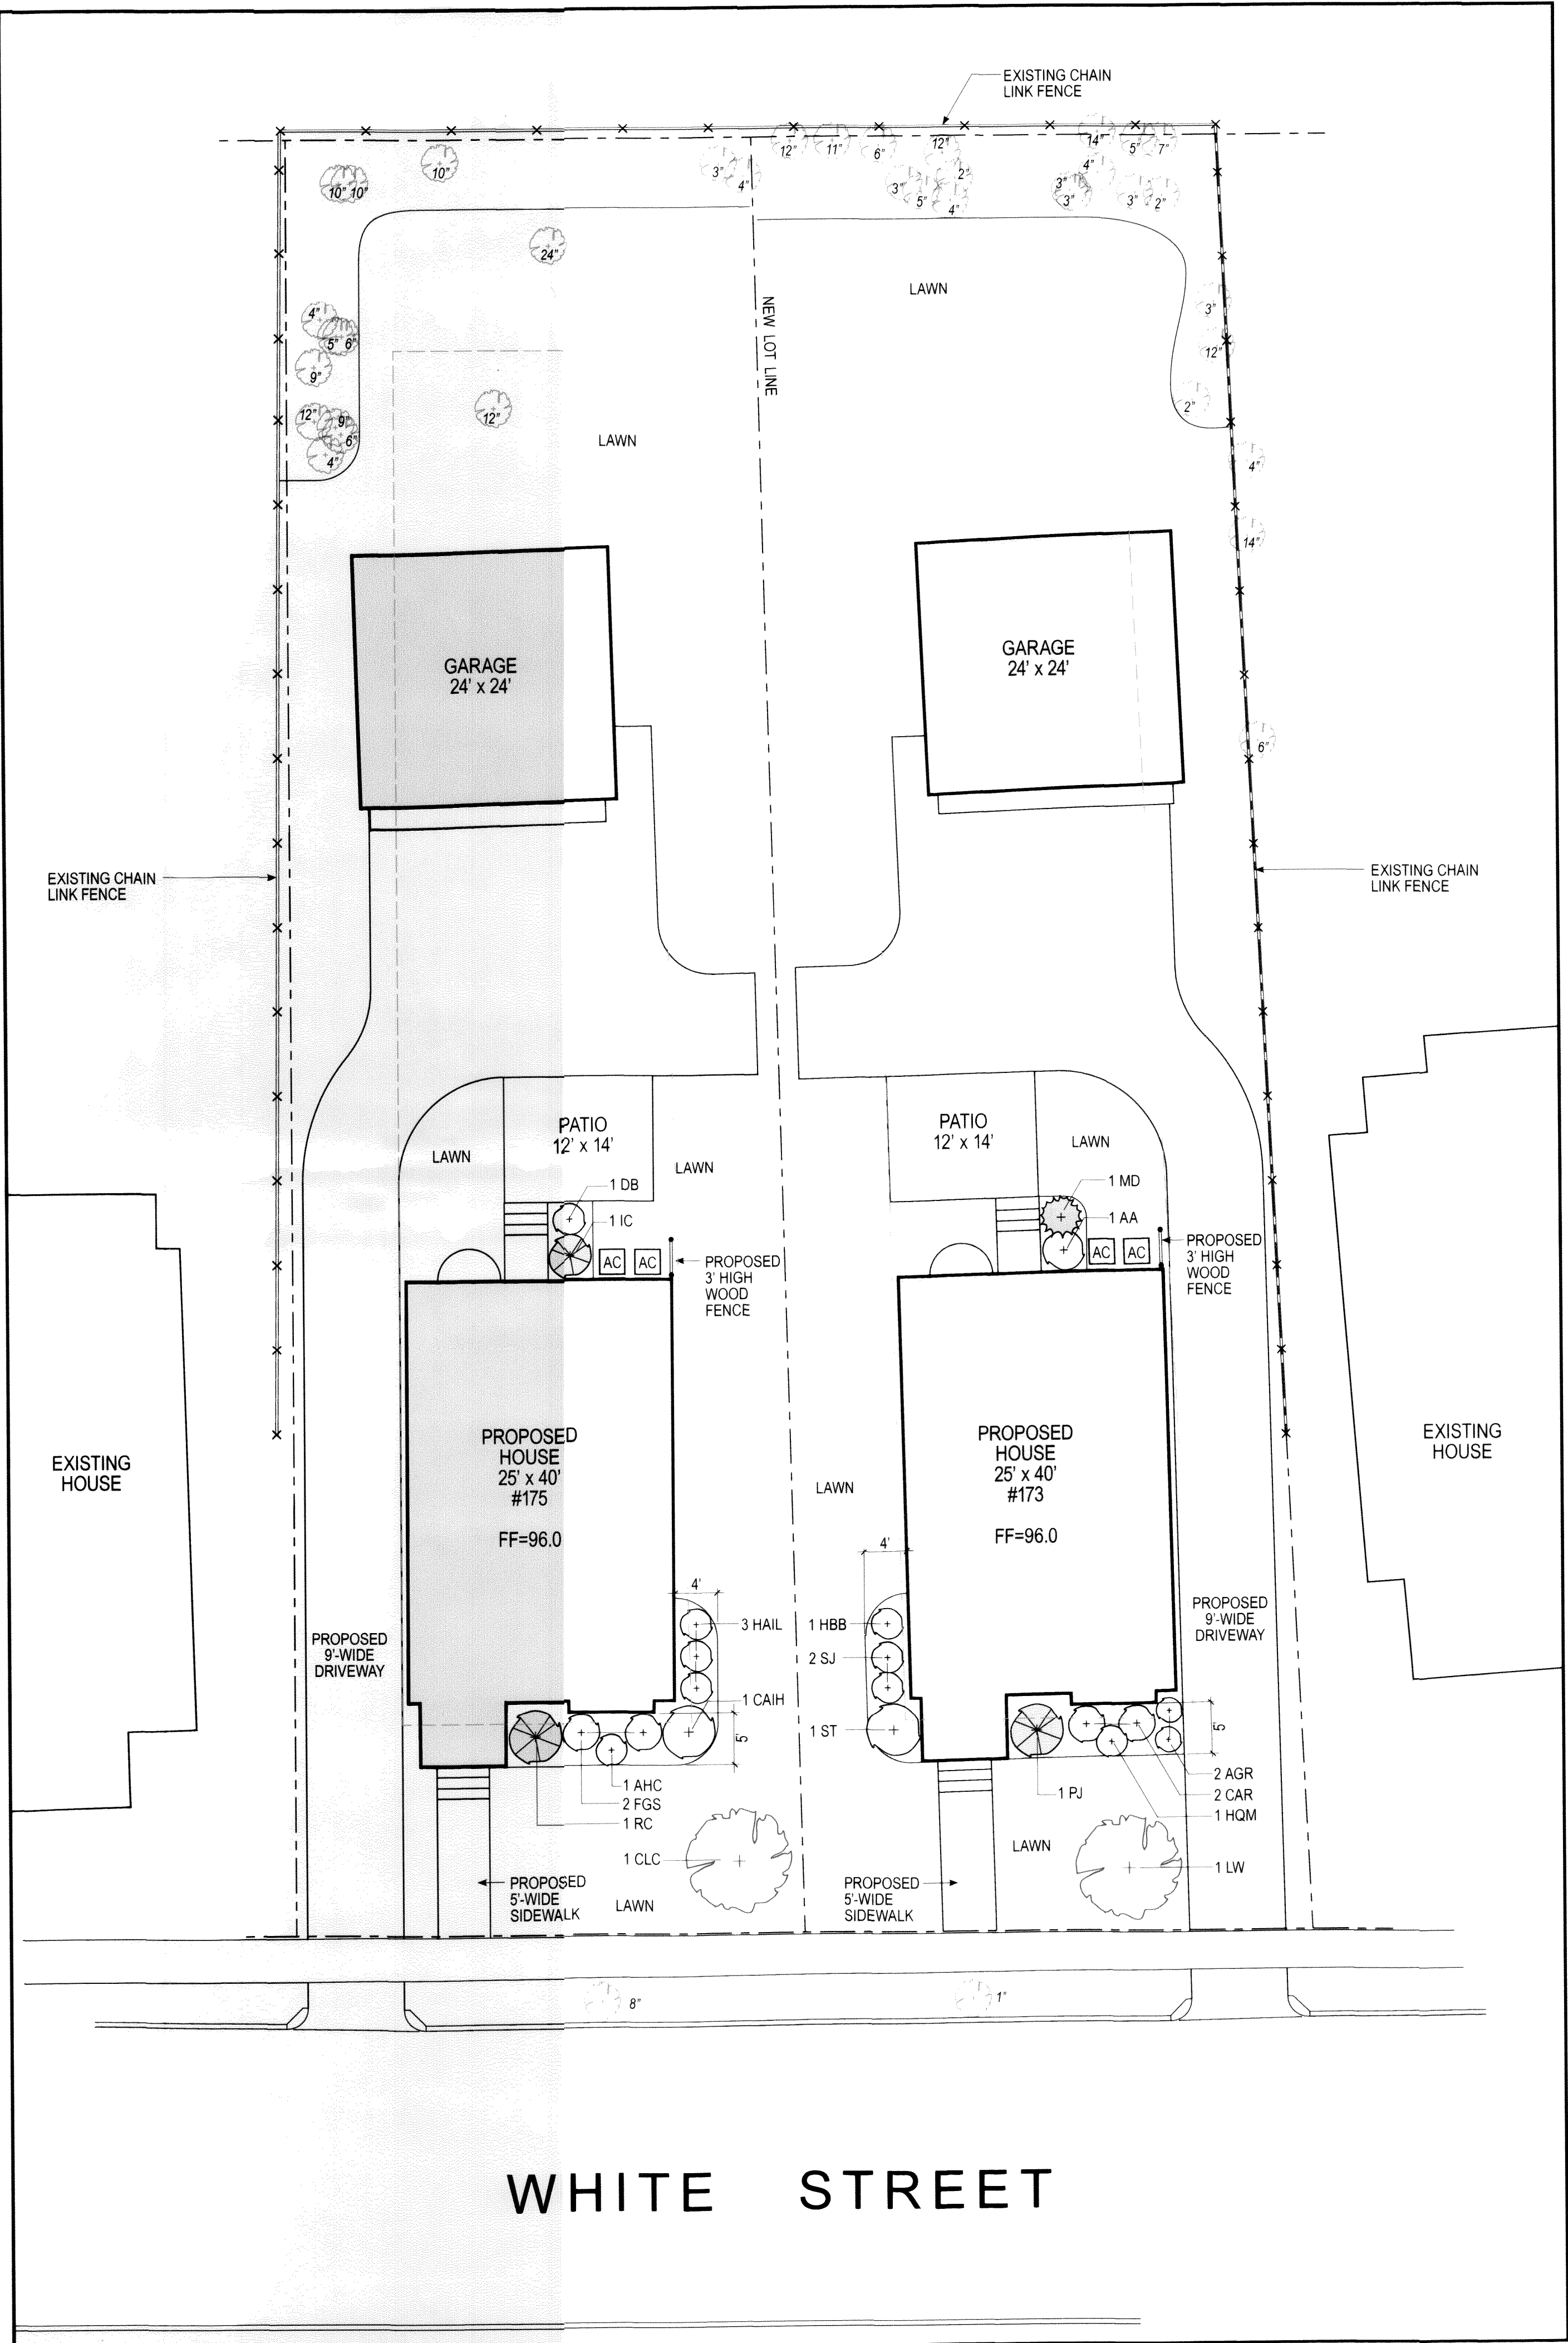 EXISTING CHAIN
LINK FENCE
12"
11"
6"
12"
14"
5"
7"
10"
10"
10"
3"
4"
3"
5"
2"
4"
4"
3"
3"
3"
2"
24"
LAWN
NEW LOT LINE
4"
5"
6"
9"
12"
9"
6"
4"
12"
3"
12"
2"
LAWN
4"
14"
GARAGE
24' x 24'
GARAGE
24' x 24'
6"
EXISTING CHAIN
LINK FENCE
EXISTING CHAIN
LINK FENCE
PATIO
12' x 14'
LAWN
LAWN
PATIO
12' x 14'
LAWN
1 DB
1 IC
AC
AC
PROPOSED
3' HIGH
WOOD
FENCE
1 MD
1 AA
AC
AC
PROPOSED
3' HIGH
WOOD
FENCE
EXISTING
HOUSE
PROPOSED
HOUSE
25' x 40'
#175
FF=96.0
LAWN
PROPOSED
HOUSE
25' x 40'
#173
FF=96.0
EXISTING
HOUSE
4'
4'
PROPOSED
9'-WIDE
DRIVEWAY
3 HAIL
1 CAIH
1 HBB
2 SJ
1 ST
PROPOSED
9'-WIDE
DRIVEWAY
5'
5'
1 AHC
2 FGS
1 RC
1 CLC
1 PJ
2 AGR
2 CAR
1 HQM
1 LW
LAWN
PROPOSED
5'-WIDE
SIDEWALK
LAWN
PROPOSED
5'-WIDE
SIDEWALK
8"
1"
WHITE STREET